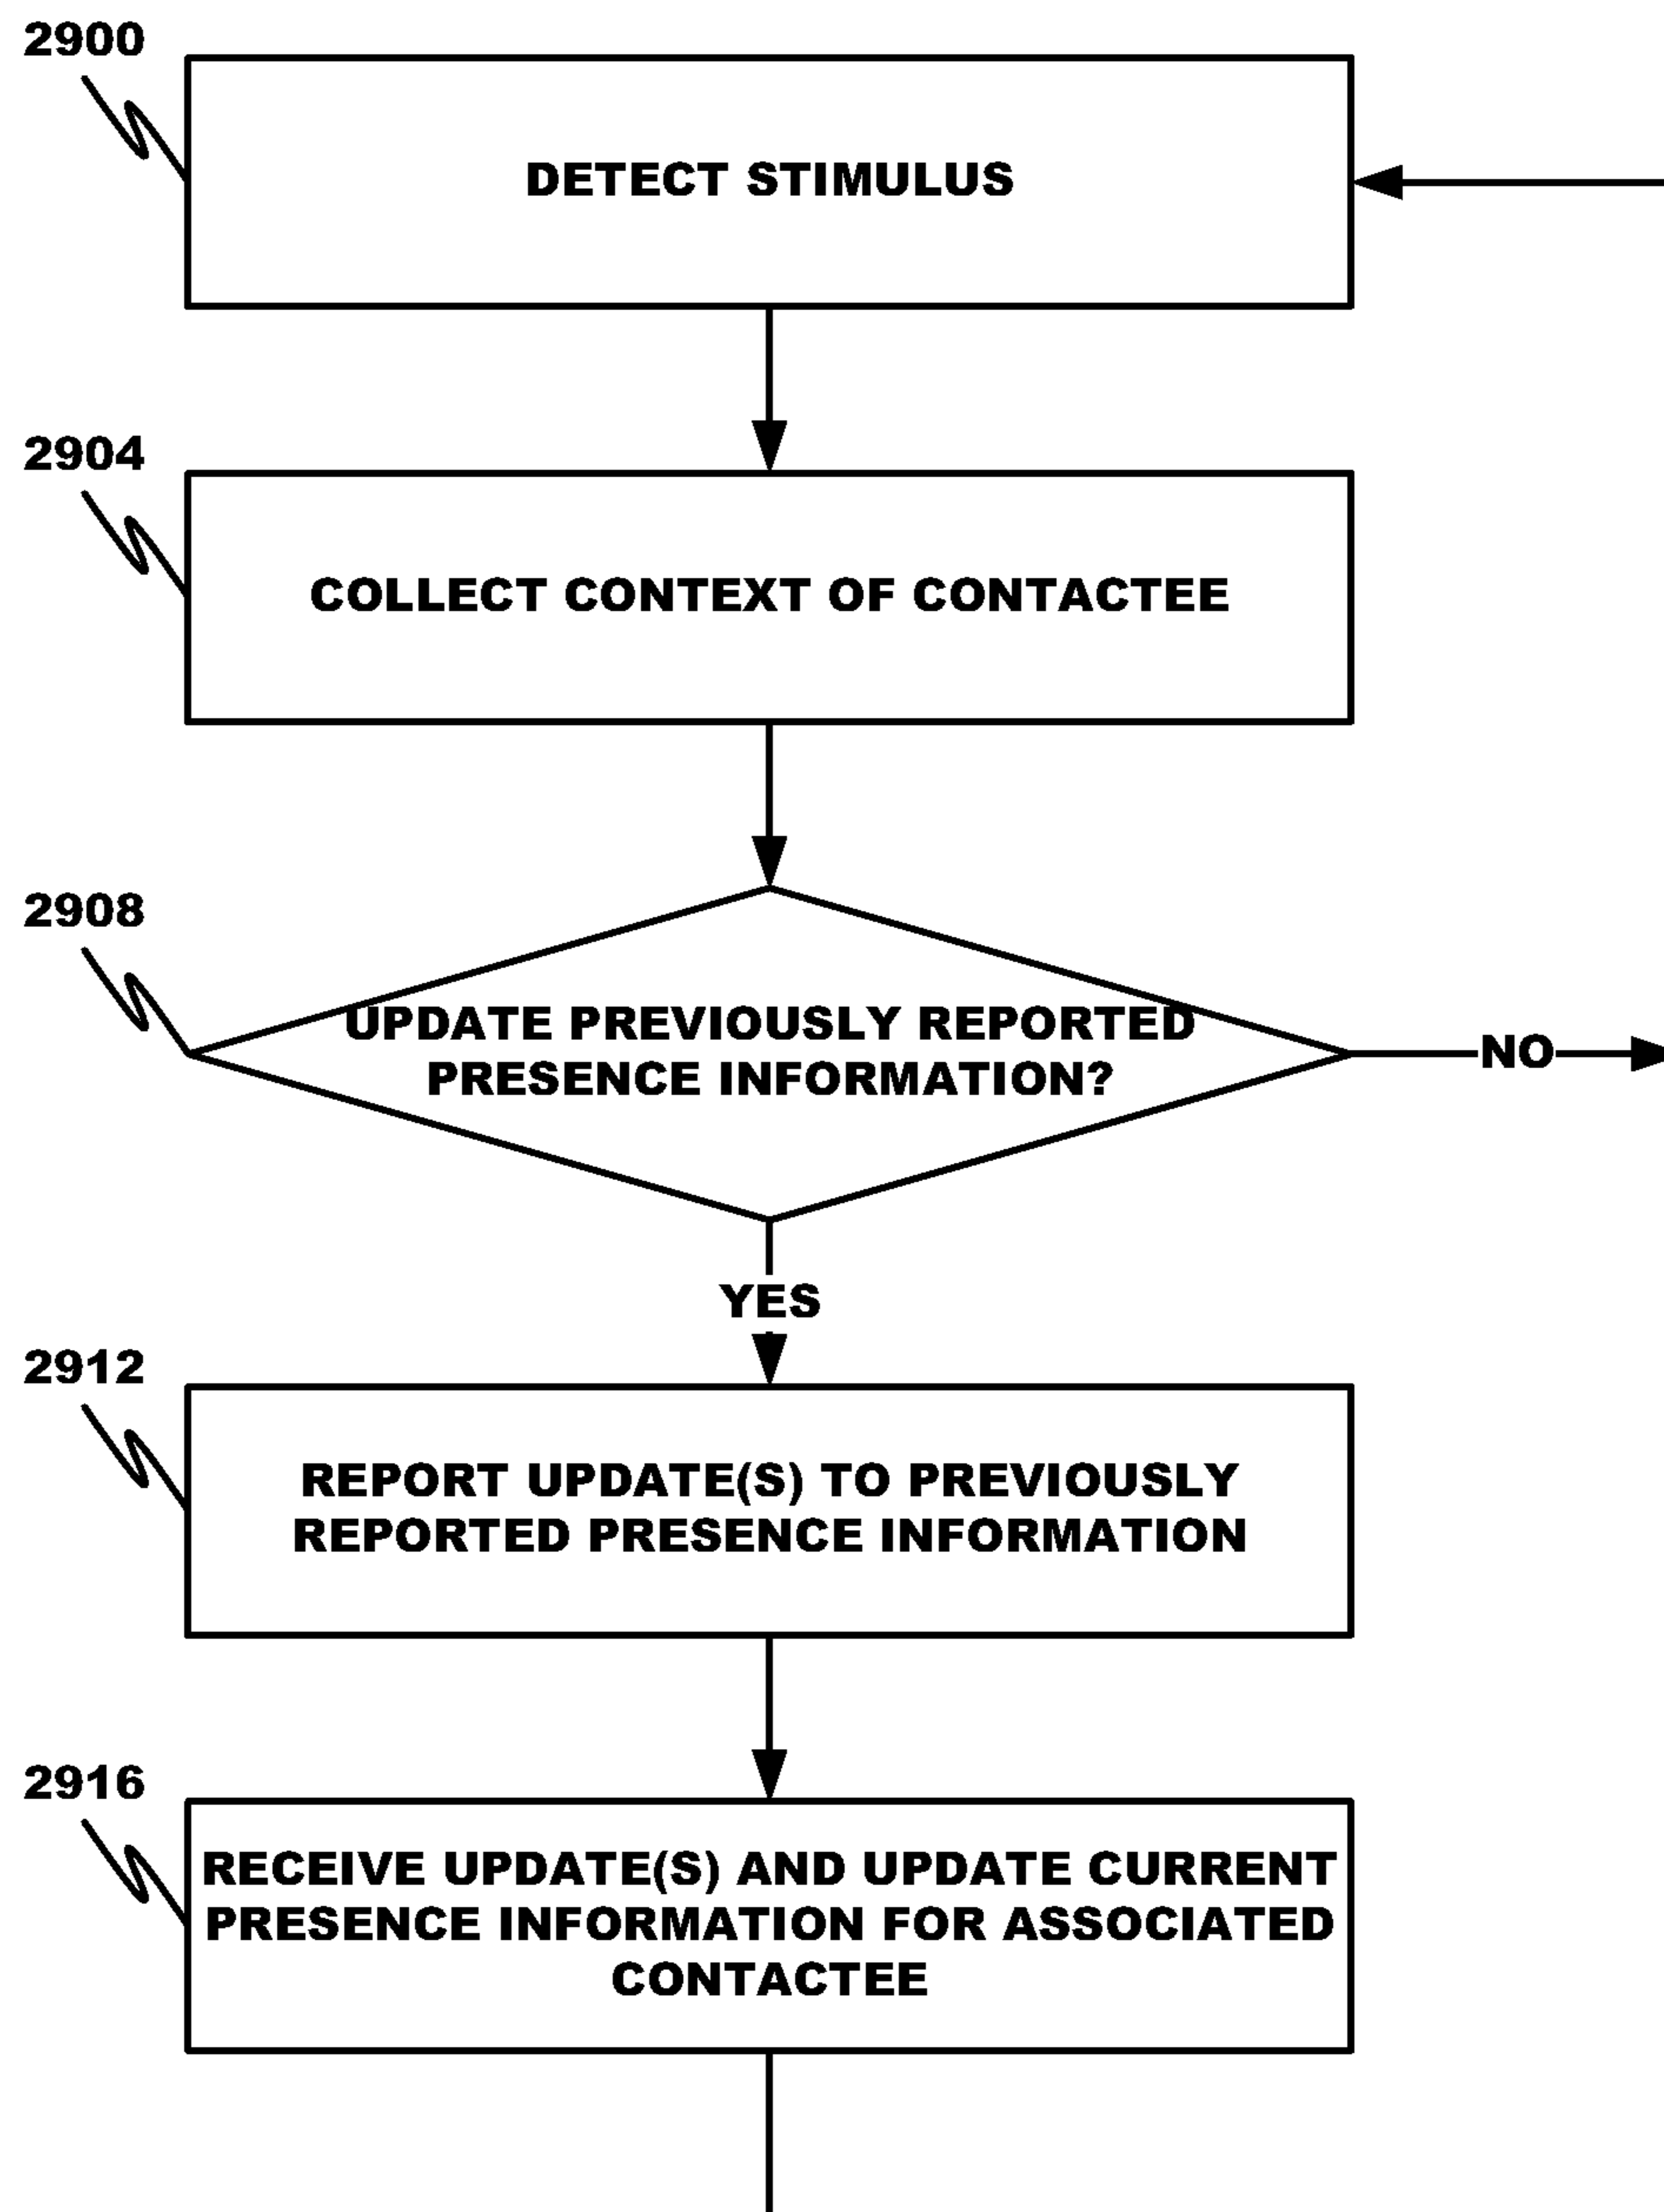 2900
DETECT STIMULUS
2904
COLLECT CONTEXT OF CONTACTEE
2908
UPDATE PREVIOUSLY REPORTED
PRESENCE INFORMATION?
NO
YES
2912
REPORT UPDATE(S) TO PREVIOUSLY
REPORTED PRESENCE INFORMATION
2916
RECEIVE UPDATE(S) AND UPDATE CURRENT
PRESENCE INFORMATION FOR ASSOCIATED
CONTACTEE